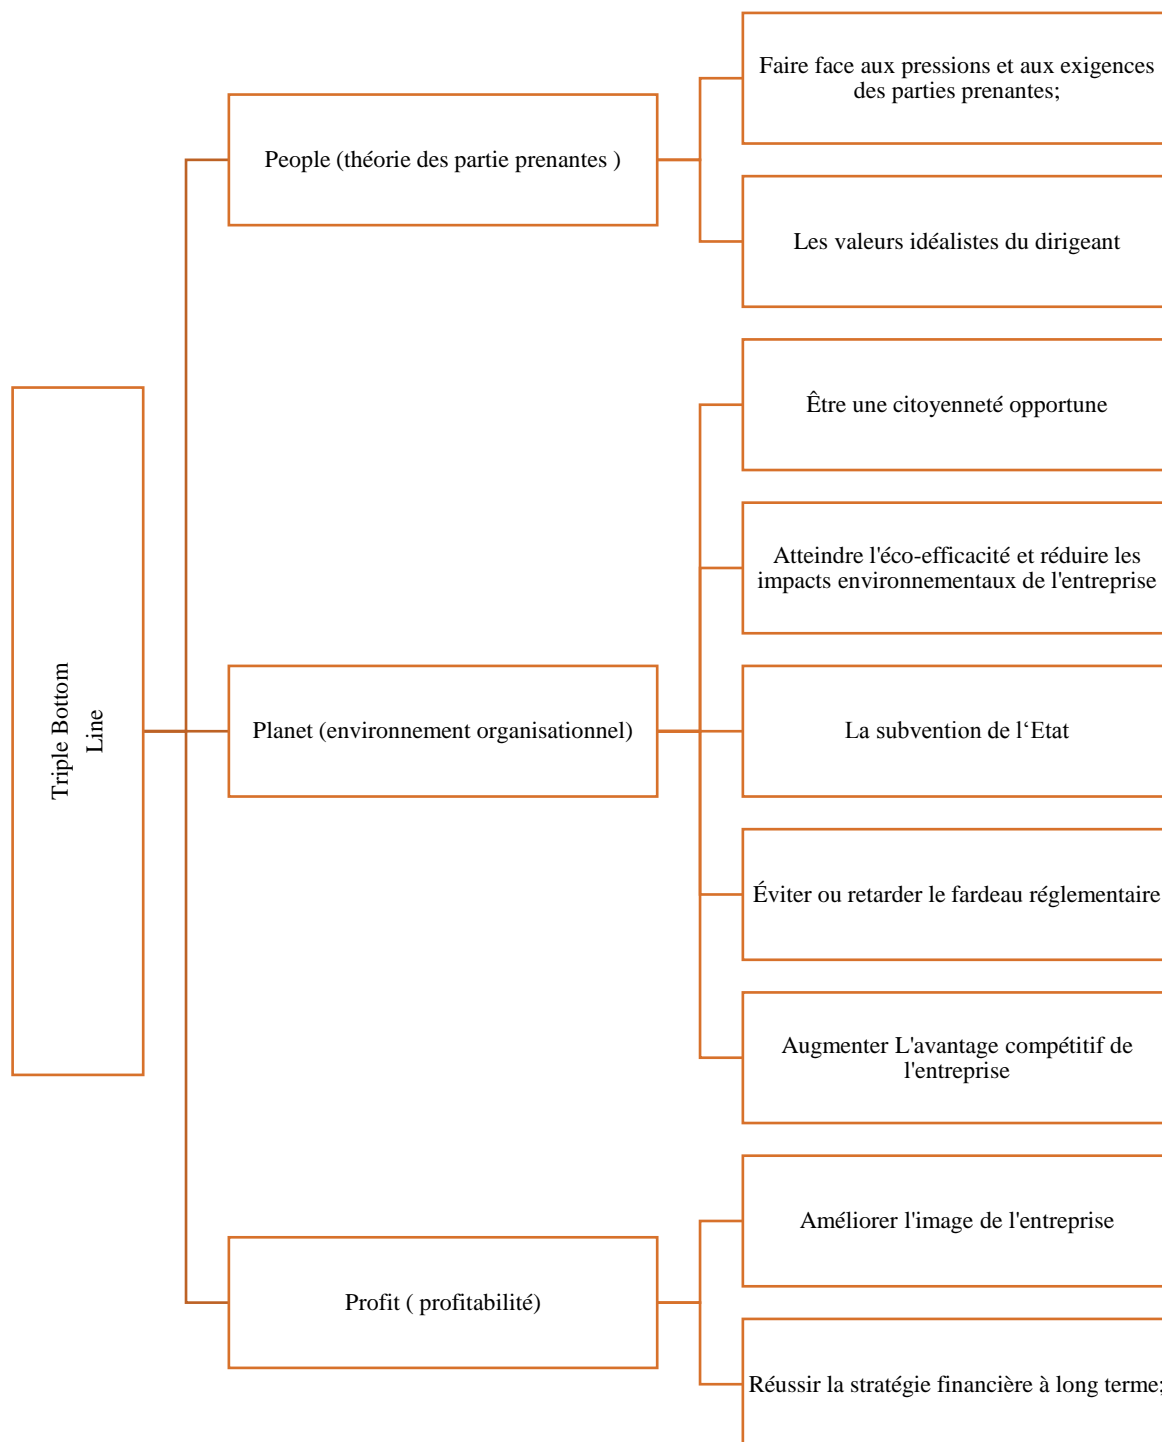 Triple Bottom
Line
People (théorie des partie prenantes )
Faire face aux pressions et aux exigences
des parties prenantes;
Les valeurs idéalistes du dirigeant
Planet (environnement organisationnel)
Être une citoyenneté opportune
Atteindre l'éco-efficacité et réduire les
impacts environnementaux de l'entreprise
La subvention de l‘Etat
Éviter ou retarder le fardeau réglementaire
Augmenter L'avantage compétitif de
l'entreprise
Profit ( profitabilité)
Améliorer l'image de l'entreprise
Réussir la stratégie financière à long terme;